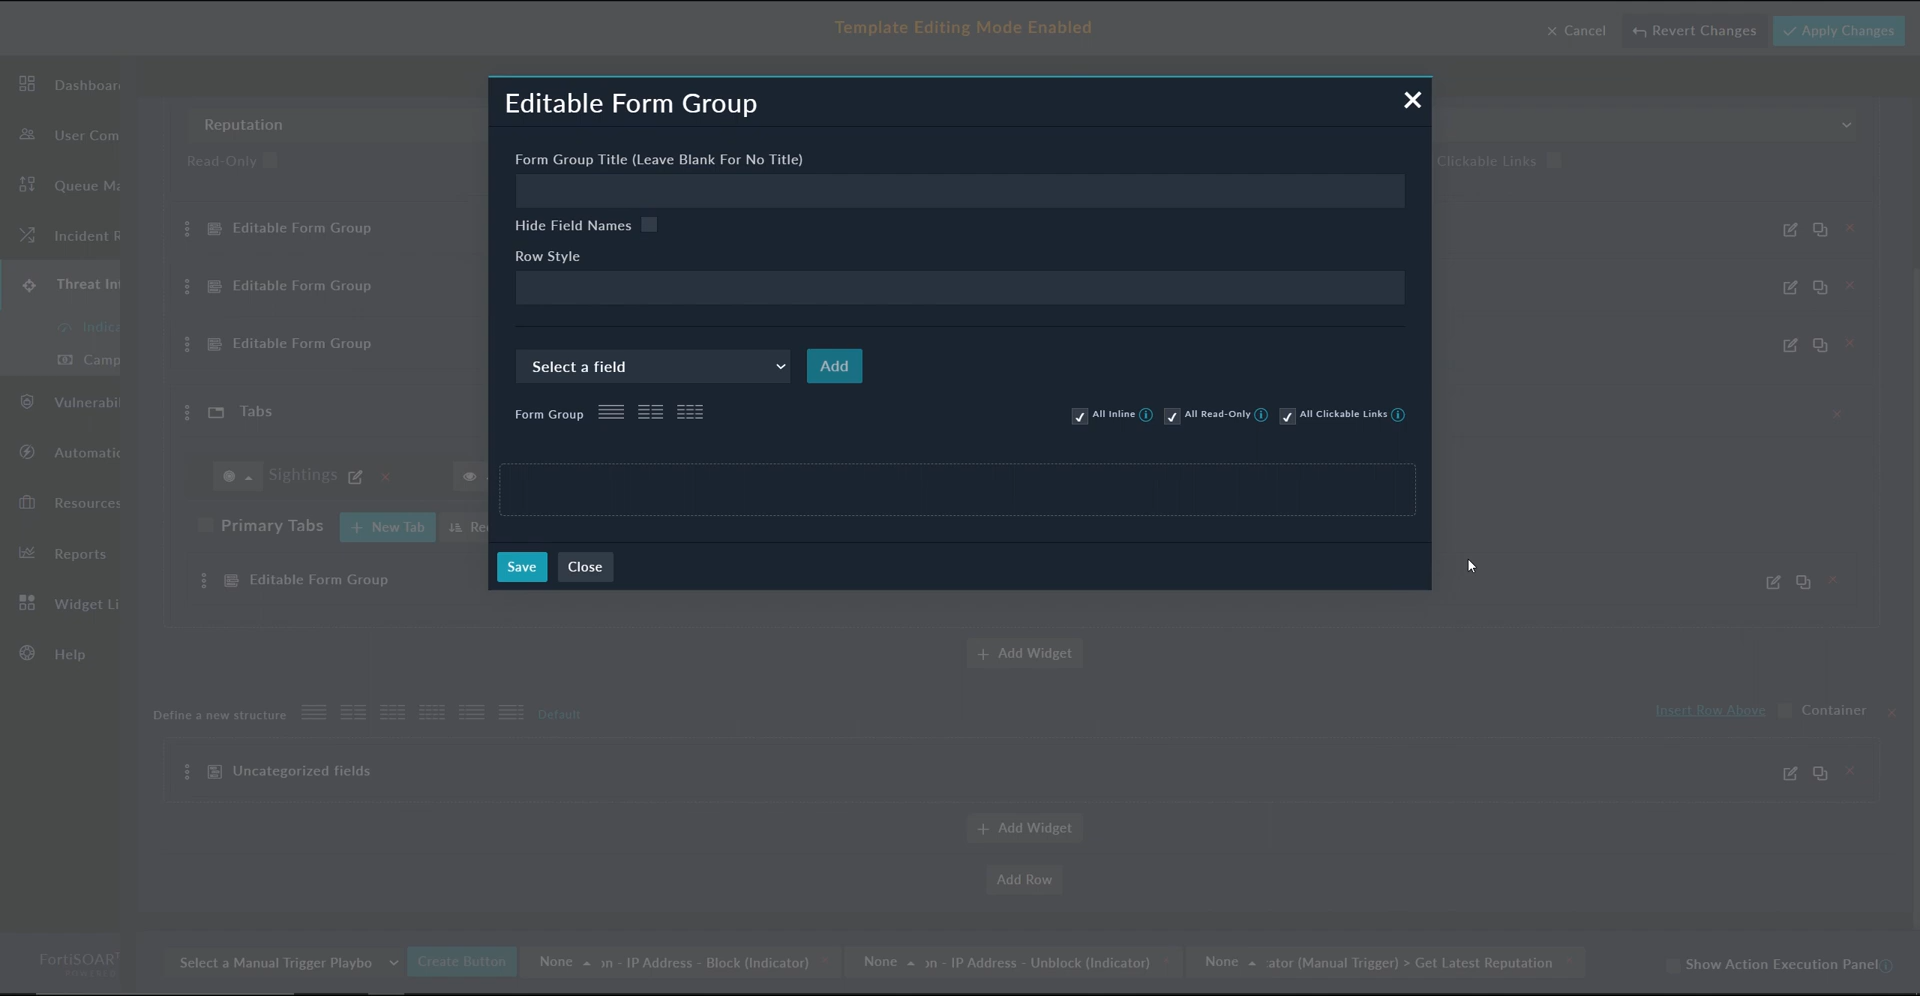 Template Editing Mode Enabled
Cancel
Revert Changes
Apply Changes
Editable Form Group
Form Group Title (Leave Blank For No Title)
Hide Field Names
Row Style
Select a field
Add
Form Group
All Inline
All Read-Only
All Clickable Links
Save
Close
Dashboar
User Com
Queue Ma
Incident R
Threat Int
Indica
Camp
Vulnerabil
Automatio
Resources
Reports
Widget Li
Help
FortiSOAR
Reputation
Read-Only
Clickable Links
Editable Form Group
Editable Form Group
Editable Form Group
Tabs
Sightings
Primary Tabs
New Tab
Re
Editable Form Group
Add Widget
Define a new structure
Default
Insert Row Above
Container
Uncategorized fields
Add Widget
Add Row
Select a Manual Trigger Playbo
Create Button
None
on - IP Address - Block (Indicator)
None
on - IP Address - Unblock (Indicator)
None
ator (Manual Trigger) > Get Latest Reputation
Show Action Execution Panel